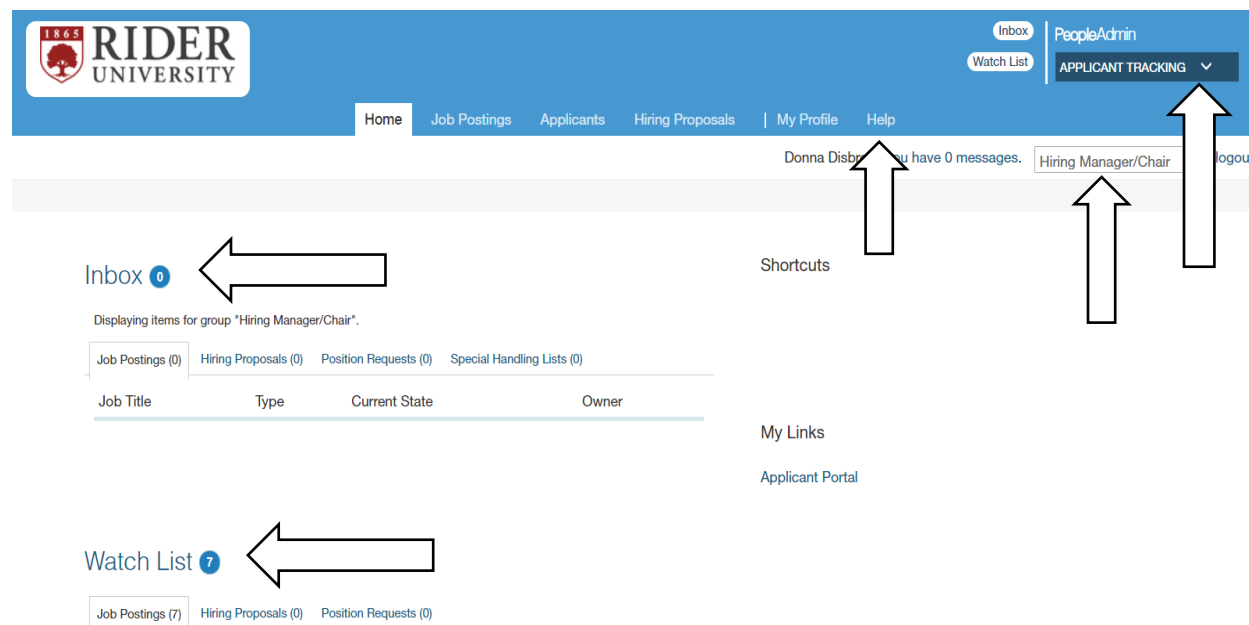 1865
RIDER
UNIVERSITY
Inbox
Watch List
PeopleAdmin
APPLICANT TRACKING
Home Job Postings Applicants Hiring Proposals | My Profile Help
Donna have 0 messages. Hiring Manager/Chair
Inbox 0
Displaying items for group "Hiring Manager/Chair".
Job Postings (0) Hiring Proposals (0) Position Requests (0) Special Handling Lists (0)
Job Title Type Current State Owner
Shortcuts
My Links
Applicant Portal
Watch List 7
Job Postings (7) Hiring Proposals (0) Position Requests (0)